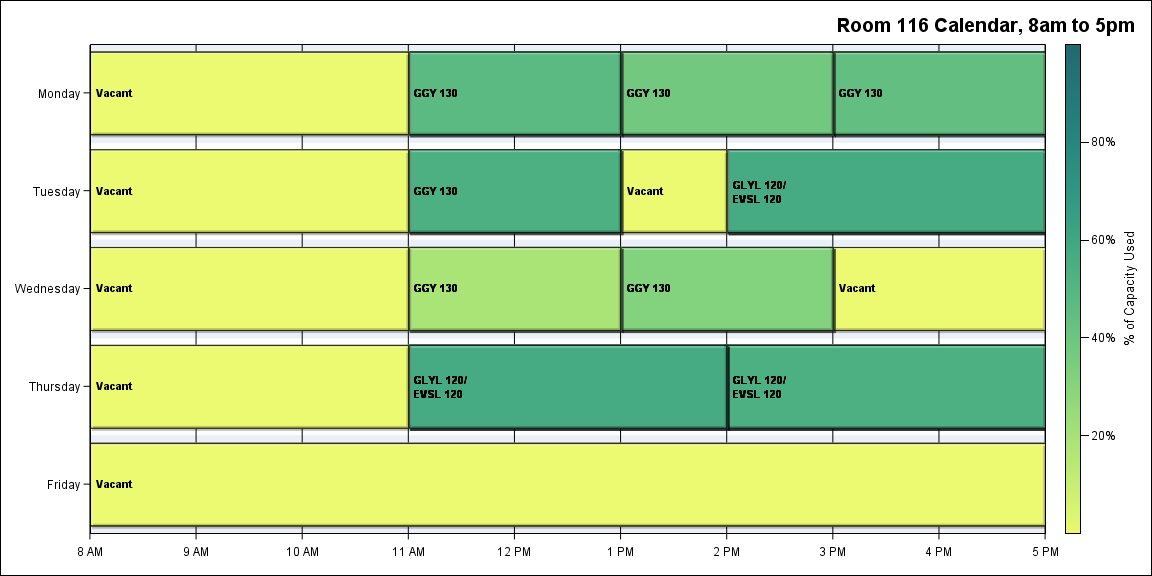 Room 116 Calendar, 8am to 5pm
Monday
Vacant
GGY 130
GGY 130
GGY 130
Tuesday
Vacant
GGY 130
Vacant
GLYL 120/
EVSL 120
Wednesday
Vacant
GGY 130
GGY 130
Vacant
Thursday
Vacant
GLYL 120/
EVSL 120
GLYL 120/
EVSL 120
Friday
Vacant
8 AM
9 AM
10 AM
11 AM
12 PM
1 PM
2 PM
3 PM
4 PM
5 PM
80%
60%
40%
20%
% of Capacity Used